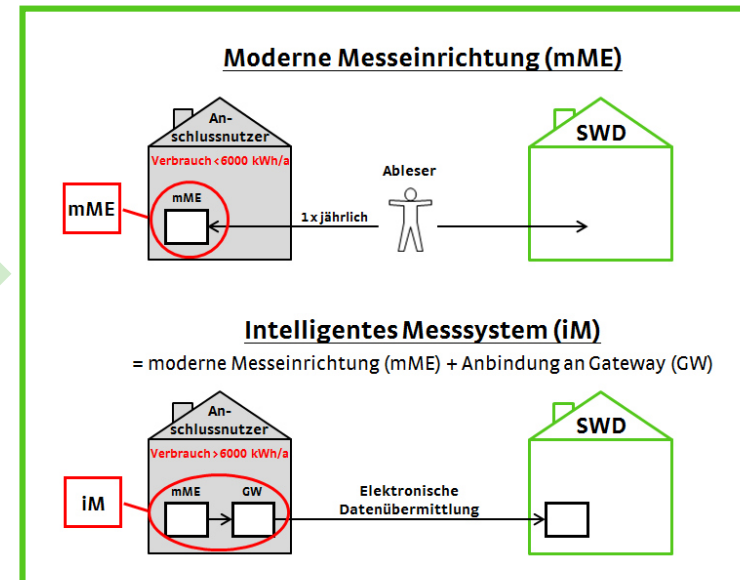 Moderne Messeinrichtung (mME)
An-
schlussnutzer
SWD
Verbrauch <6000 kWh/a
Ableser
mME
mME
1x jährlich
Intelligentes Messsystem (iM)
= moderne Messeinrichtung (mME) + Anbindung an Gateway (GW)
An-
schlussnutzer
SWD
Verbrauch >6000 kWh/a
iM
mME
GW
Elektronische
Datenübermittlung